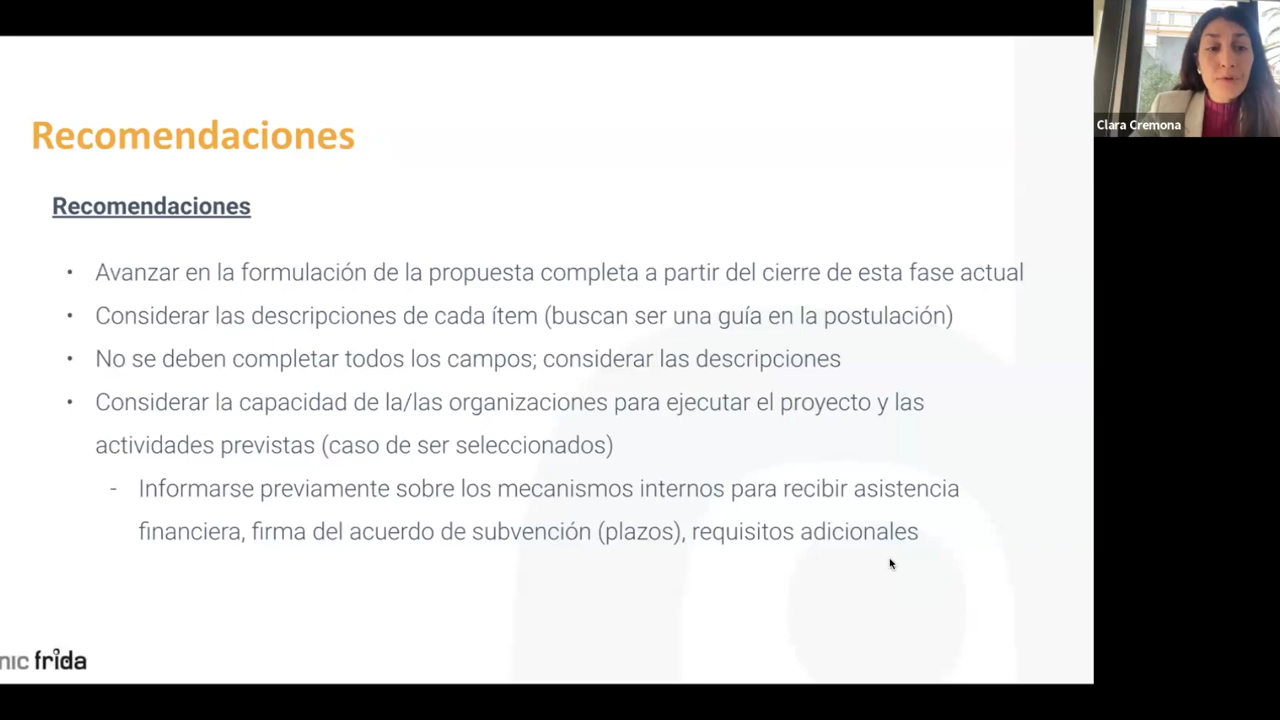 Clara Cremona
Recomendaciones
Recomendaciones
• Avanzar en la formulación de la propuesta completa a partir del cierre de esta fase actual
• Considerar las descripciones de cada ítem (buscan ser una guía en la postulación)
• No se deben completar todos los campos; considerar las descripciones
• Considerar la capacidad de la/las organizaciones para ejecutar el proyecto y las
actividades previstas (caso de ser seleccionados)
- Informarse previamente sobre los mecanismos internos para recibir asistencia
financiera, firma del acuerdo de subvención (plazos), requisitos adicionales
nic frida